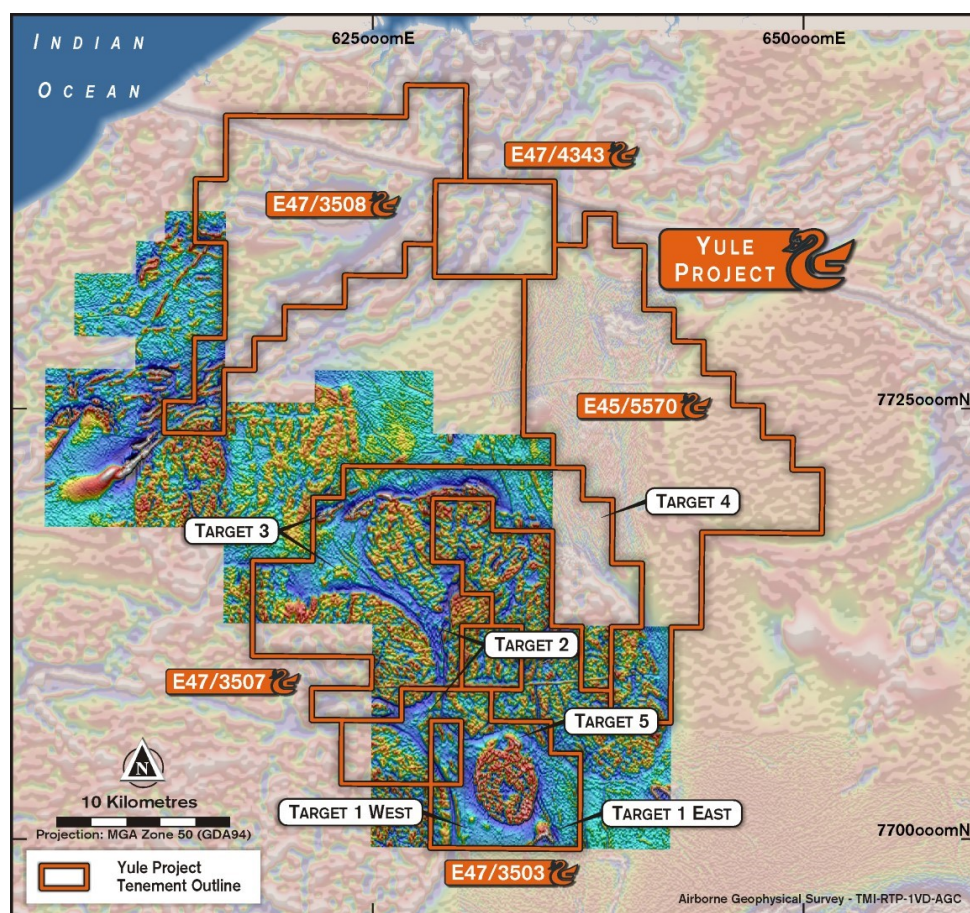 INDIAN
OCEAN
625000mE
650000mE
E47/4343
E47/3508
YULE
PROJECT
E45/5570
7725000mN
TARGET 4
TARGET 3
TARGET 2
E47/3507
TARGET 5
N
10 Kilometres
TARGET 1 WEST
TARGET 1 EAST
Projection: MGA Zone 50 (GDA94)
7700000mN
Yule Project
Tenement Outline
E47/3503
Airborne Geophysical Survey - TMI-RTP-1VD-AGC